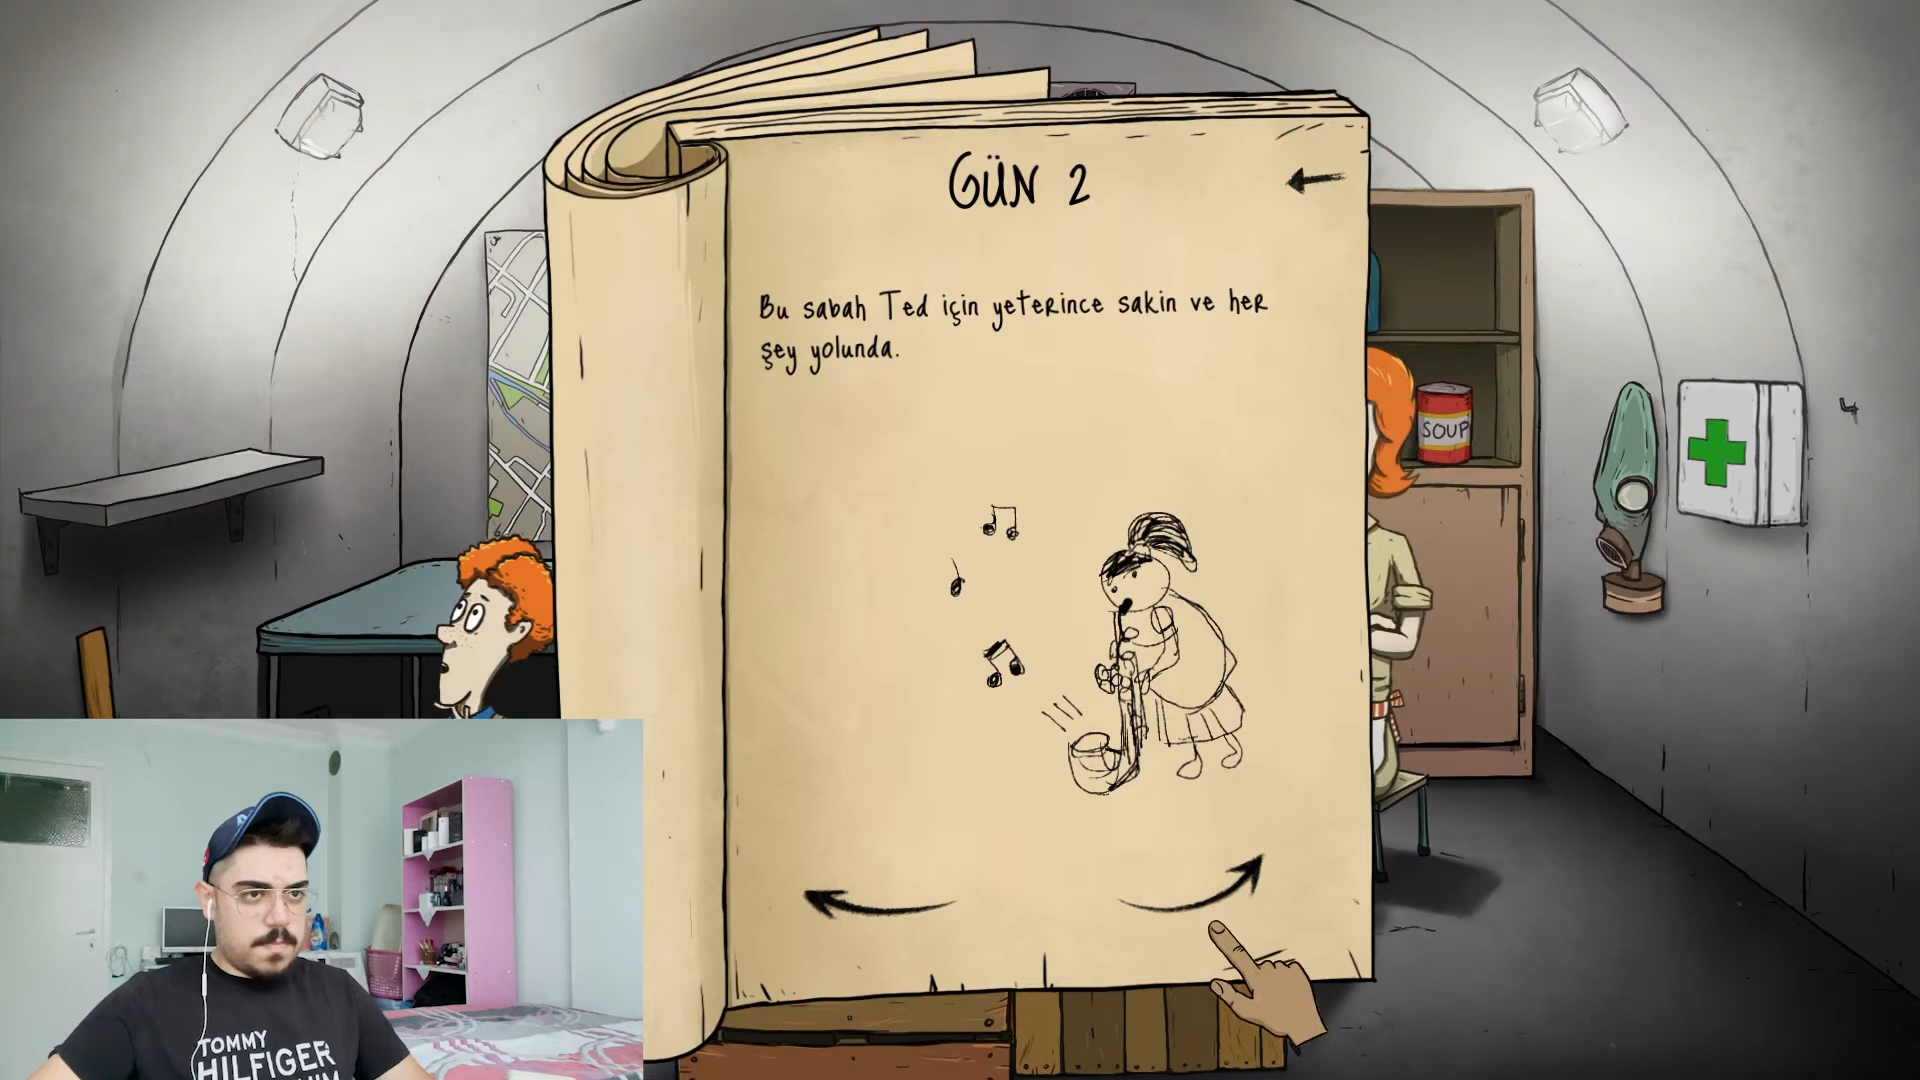 GÜN 2
Bu sabah Ted için yeterince sakin ve her
şey yolunda.
SOUP
TOMMY
HILFIGER